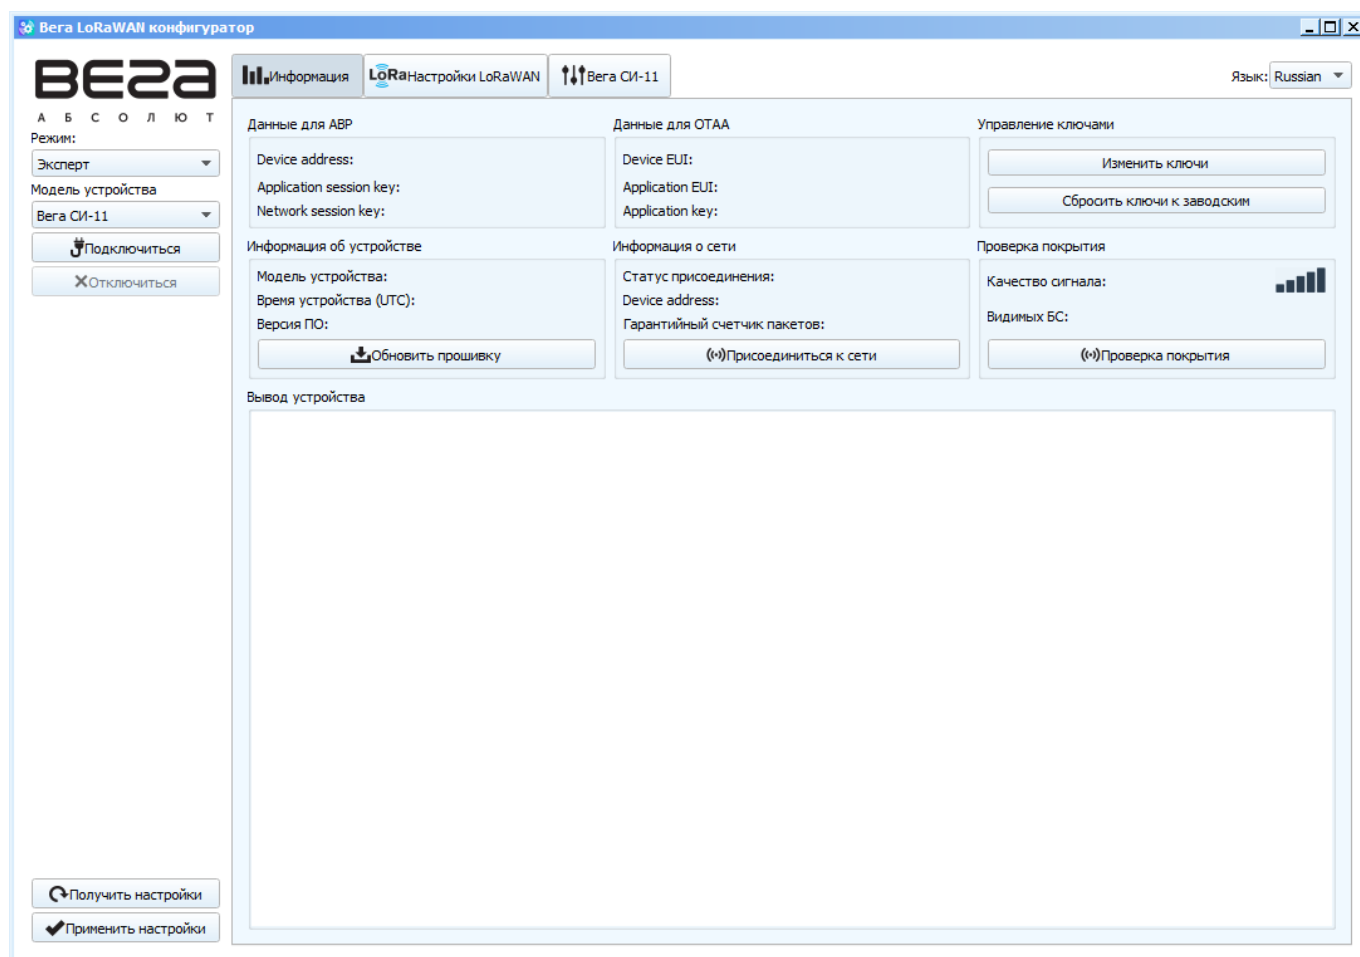 Вега LoRaWAN конфигуратор
ВЕГА
АБСОЛЮТ
Режим:
Эксперт
Модель устройства
Вега СИ-11
Подключиться
Отключиться
Получить настройки
Применить настройки
Информация
LoRa Настройки LoRaWAN
Вега СИ-11
Язык: Russian
Данные для ABP
Device address:
Application session key:
Network session key:
Данные для OTAA
Device EUI:
Application EUI:
Application key:
Управление ключами
Изменить ключи
Сбросить ключи к заводским
Информация об устройстве
Модель устройства:
Время устройства (UTC):
Версия ПО:
Обновить прошивку
Информация о сети
Статус присоединения:
Device address:
Гарантийный счетчик пакетов:
Присоединиться к сети
Проверка покрытия
Качество сигнала:
Видимых БС:
Проверка покрытия
Вывод устройства